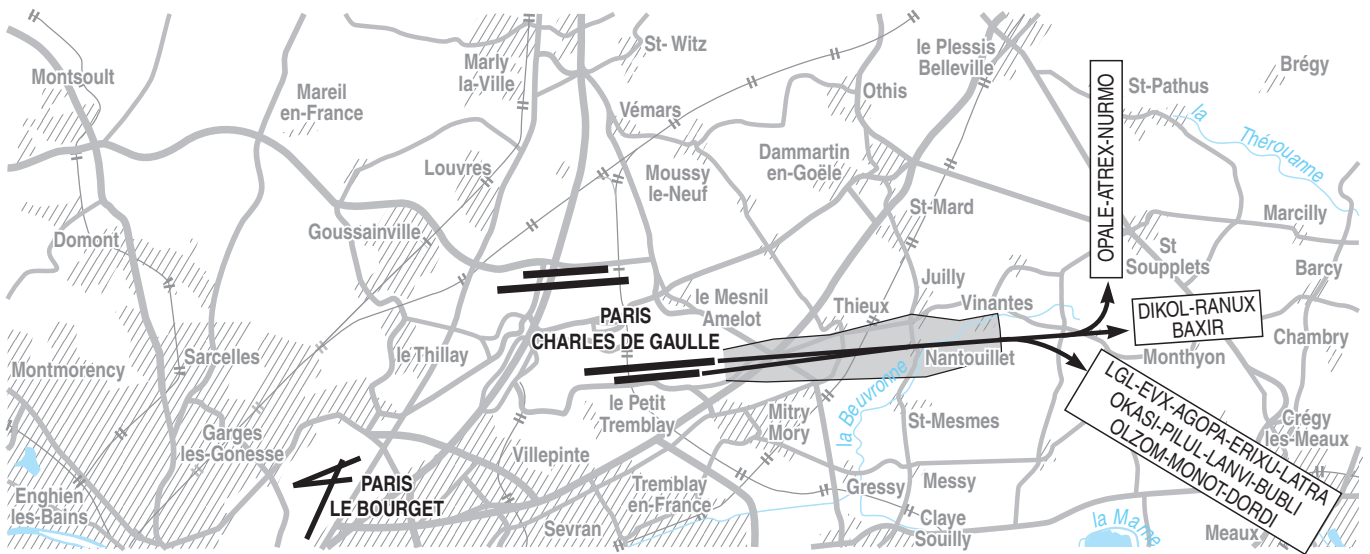 St- Witz
le Plessis
Belleville
Marly
la-Ville
Montsoult
Brégy
Mareil
en-France
Othis
St-Pathus
Vémars
la
Thérouanne
Louvres
Dammartin
en-Goële
Moussy
le-Neuf
OPALE-ATREX-NURMO
St-Mard
Marcilly
Domont
Goussainville
St
Soupplets
Juilly
Barcy
le Mesnil
Amelot
Thieux
Vinantes
PARIS
CHARLES DE GAULLE
DIKOL-RANUX
BAXIR
Chambry
Sarcelles
le Thillay
Nantouillet
Monthyon
Montmorency
LGL-EVX-AGOPA-ERIXU-LATRA
OKASI-PILUL-LANVI-BUBLI
OLZOM-MONOT-DORDI
le Petit
Tremblay
Mitry
Mory
la Beuvronne
St-Mesmes
Crégy
les-Meaux
Garges
les-Gonesse
Villepinte
PARIS
LE BOURGET
Tremblay
en-France
Gressy
Messy
Enghien
les-Bains
Sevran
Claye
Souilly
la Marne
Meaux